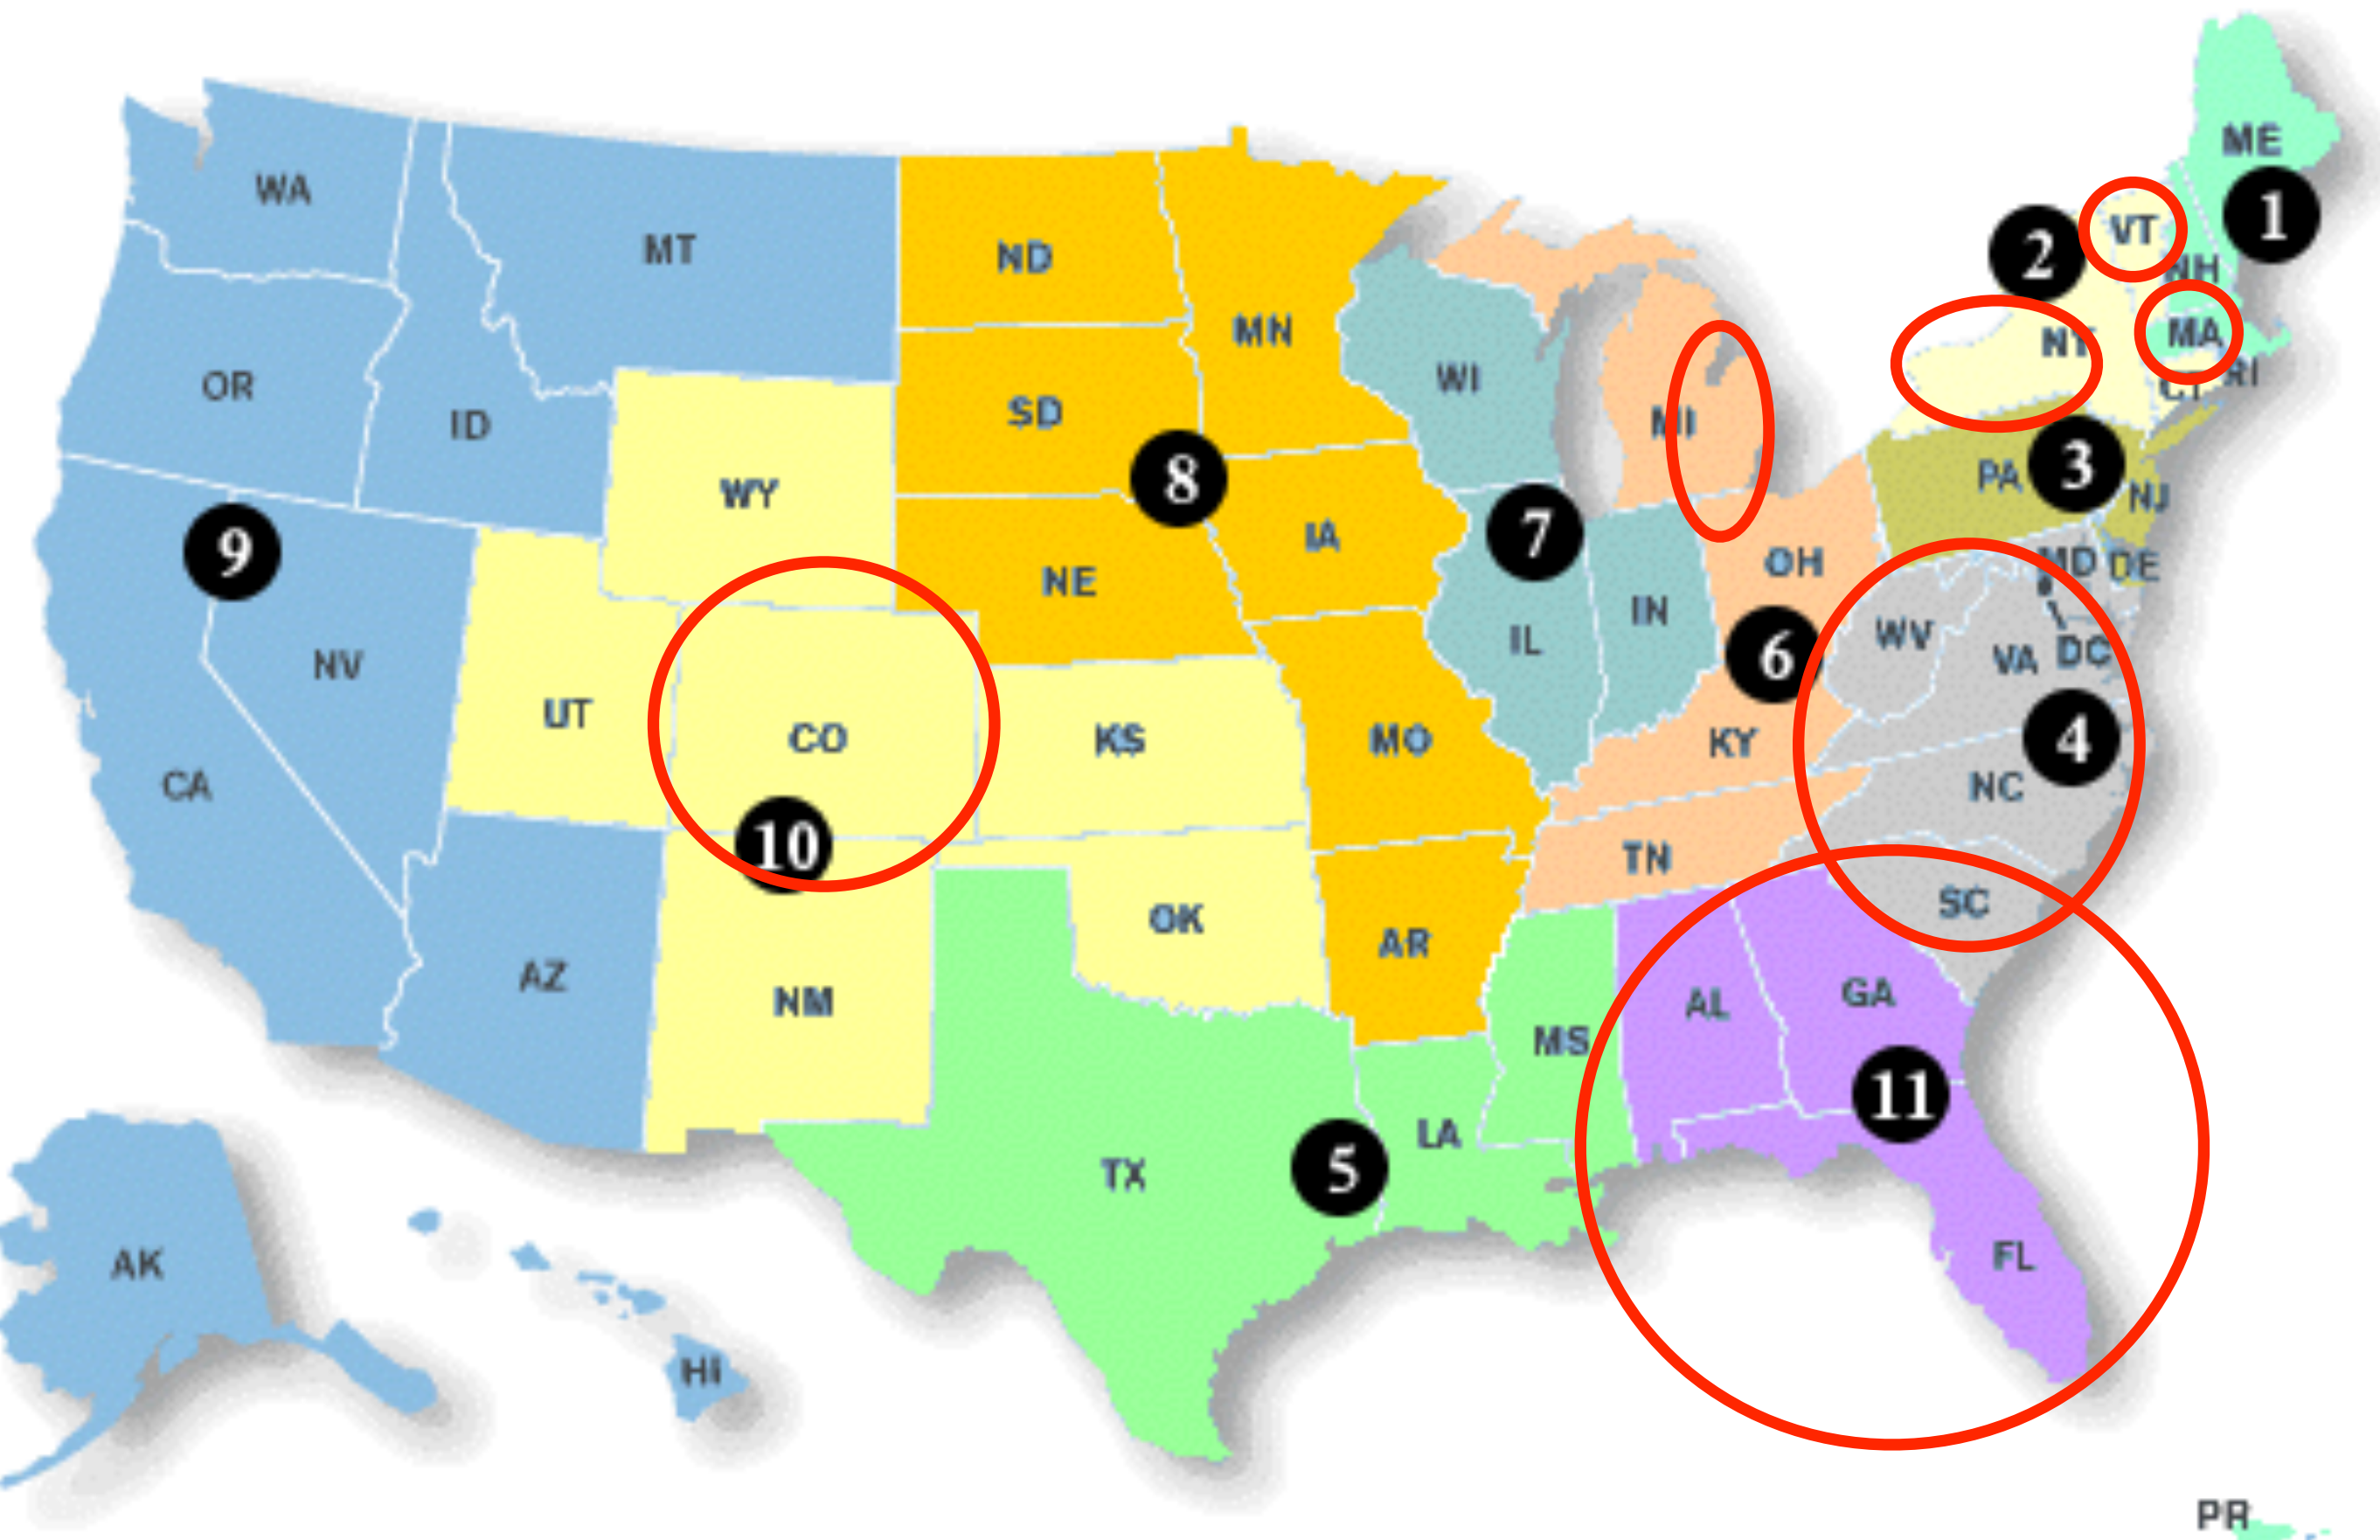 ME
WA
1
VT
MT
2
ND
NH
MN
MA
NT
OR
WI
RI
CT
SD
ID
MI
PA
3
NJ
WY
8
7
IA
9
OH
MD
DE
NE
IN
WV
IL
DC
VA
6
NV
UT
CO
KS
MO
KY
4
CA
NC
10
TN
SC
OK
AR
AZ
GA
NM
AL
MS
11
LA
5
TX
FL
AK
Hi
PR